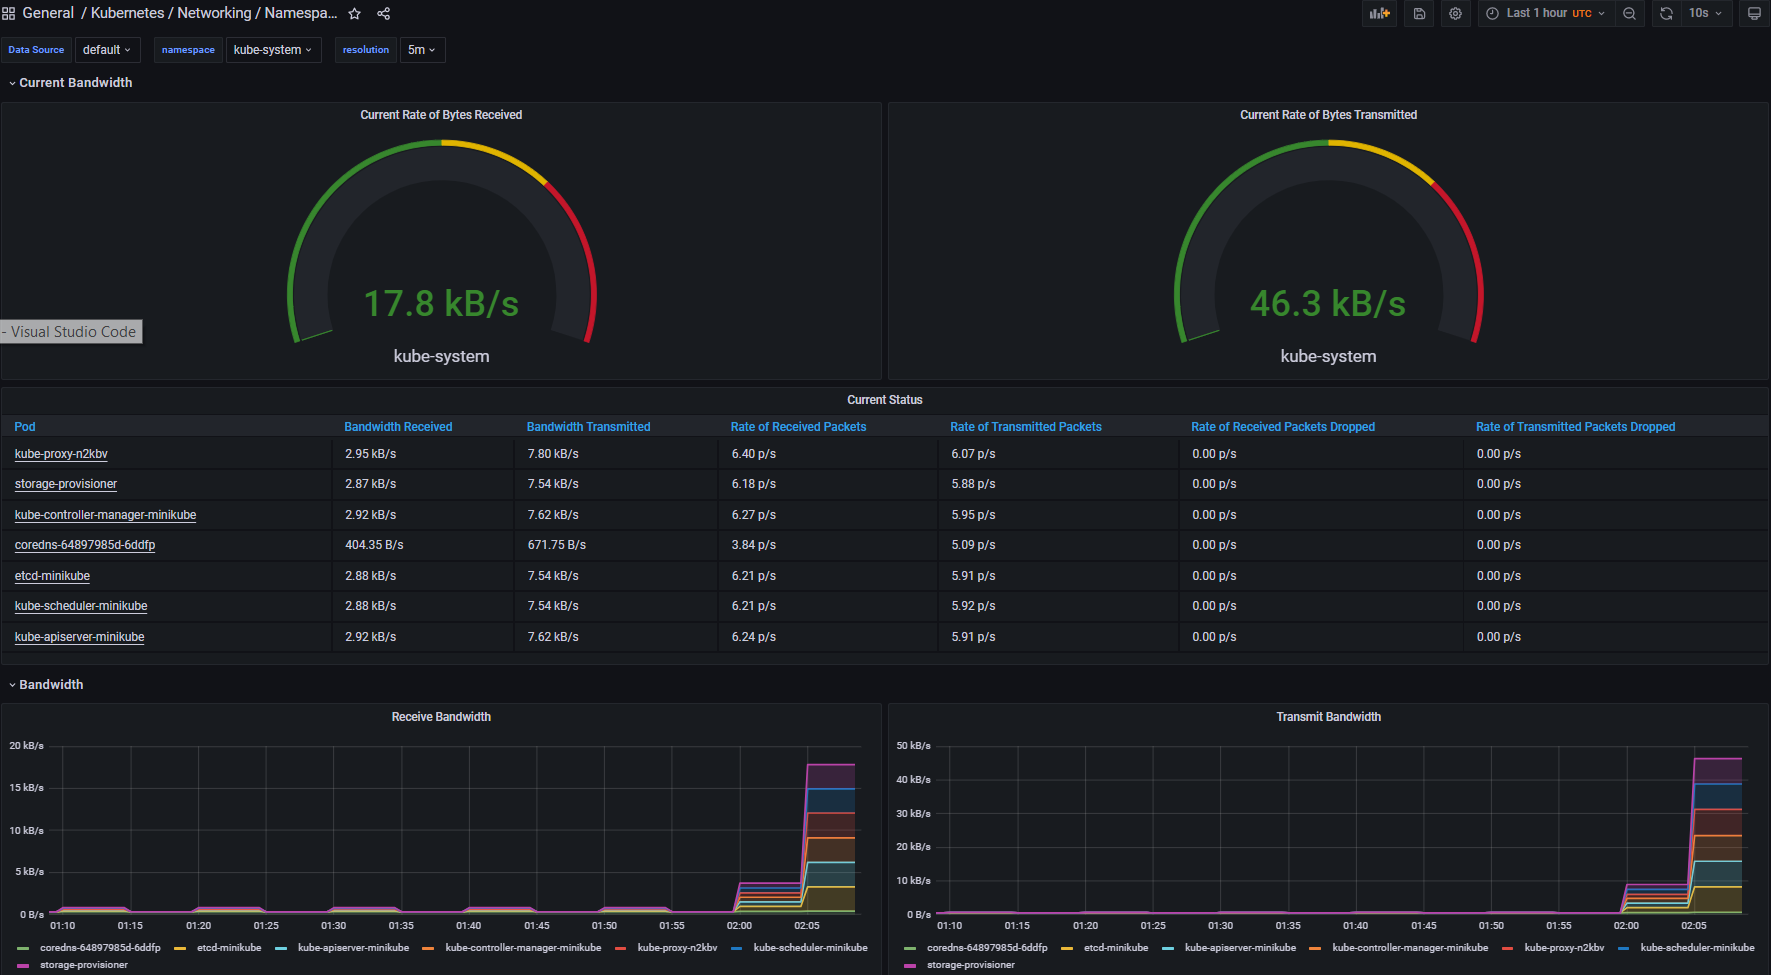 General / Kubernetes / Networking / Namespa...
Last 1 hour UTC
10s
Data Source default namespace kube-system resolution 5m
Current Bandwidth
Current Rate of Bytes Received
17.8 kB/s
kube-system
Current Rate of Bytes Transmitted
46.3 kB/s
kube-system
- Visual Studio Code
Current Status
Pod Bandwidth Received Bandwidth Transmitted Rate of Received Packets Rate of Transmitted Packets Rate of Received Packets Dropped Rate of Transmitted Packets Dropped
kube-proxy-n2kbv 2.95 kB/s 7.80 kB/s 6.40 p/s 6.07 p/s 0.00 p/s 0.00 p/s
storage-provisioner 2.87 kB/s 7.54 kB/s 6.18 p/s 5.88 p/s 0.00 p/s 0.00 p/s
kube-controller-manager-minikube 2.92 kB/s 7.62 kB/s 6.27 p/s 5.95 p/s 0.00 p/s 0.00 p/s
coredns-64897985d-6ddfp 404.35 B/s 671.75 B/s 3.84 p/s 5.09 p/s 0.00 p/s 0.00 p/s
etcd-minikube 2.88 kB/s 7.54 kB/s 6.21 p/s 5.91 p/s 0.00 p/s 0.00 p/s
kube-scheduler-minikube 2.88 kB/s 7.54 kB/s 6.21 p/s 5.92 p/s 0.00 p/s 0.00 p/s
kube-apiserver-minikube 2.92 kB/s 7.62 kB/s 6.24 p/s 5.91 p/s 0.00 p/s 0.00 p/s
Bandwidth
Receive Bandwidth
20 kB/s
15 kB/s
10 kB/s
5 kB/s
0 B/s
01:10 01:15 01:20 01:25 01:30 01:35 01:40 01:45 01:50 01:55 02:00 02:05
coredns-64897985d-6ddfp etcd-minikube kube-apiserver-minikube kube-controller-manager-minikube kube-proxy-n2kbv kube-scheduler-minikube
storage-provisioner
Transmit Bandwidth
50 kB/s
40 kB/s
30 kB/s
20 kB/s
10 kB/s
0 B/s
01:10 01:15 01:20 01:25 01:30 01:35 01:40 01:45 01:50 01:55 02:00 02:05
coredns-64897985d-6ddfp etcd-minikube kube-apiserver-minikube kube-controller-manager-minikube kube-proxy-n2kbv kube-scheduler-minikube
storage-provisioner